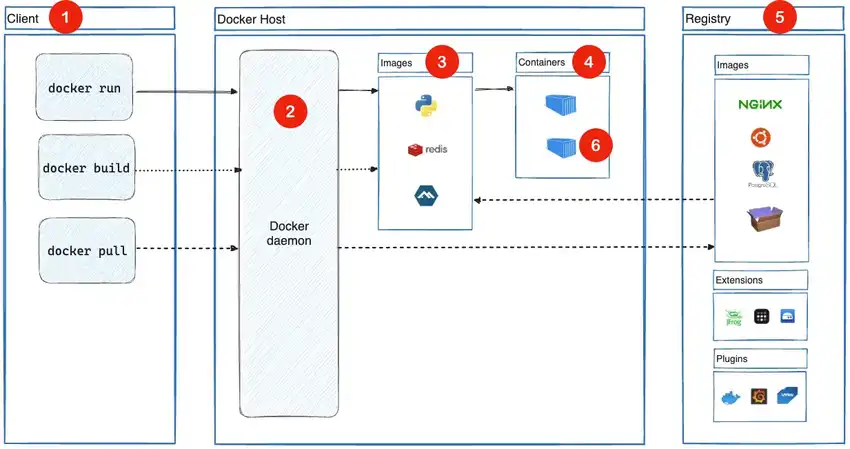 Client 1
Docker Host
Registry 5
docker run
docker build
docker pull
2
Docker
daemon
Images 3
redis
Containers 4
6
Images
NGINX
PostgreSQL
Extensions
JFrog
Plugins